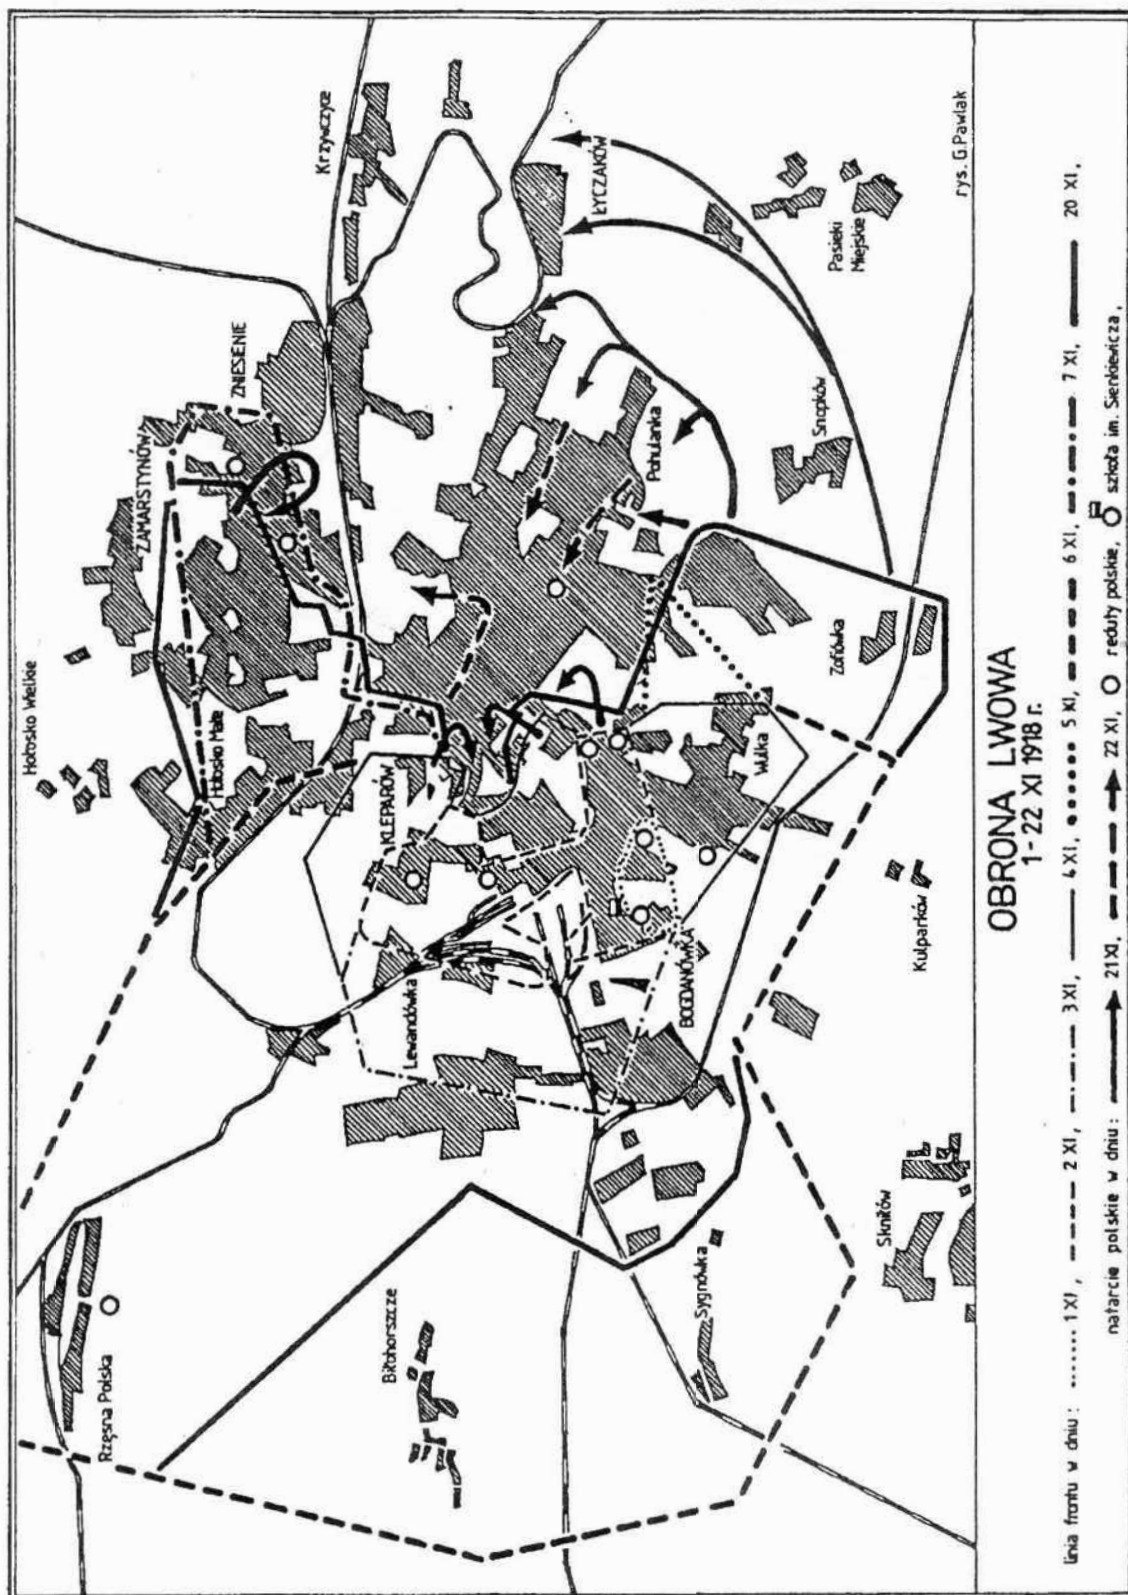 Hołosko Wielkie
Krzywczyce
ZAMARSTYNÓW
ZNIESIENIE
Hołosko Małe
Rzęsna Polska
KLEPARÓW
ŁYCZAKÓW
Lewandówka
Biłohorszcze
Pohulanka
Pasieki
Miejskie
Snopków
BOGDANÓWKA
Wulka
Zofiówka
Sygnówka
Kulparków
Skniłów
rys. G.Pawlak
OBRONA LWOWA
1-22 XI 1918 r.
linia frontu w dniu : 1 XI, 2 XI, 3 XI, 4 XI, 5 XI, 6 XI, 7 XI, 20 XI,
natarcie polskie w dniu : 21 XI, 22 XI, reduty polskie, szkoła im. Sienkiewicza,